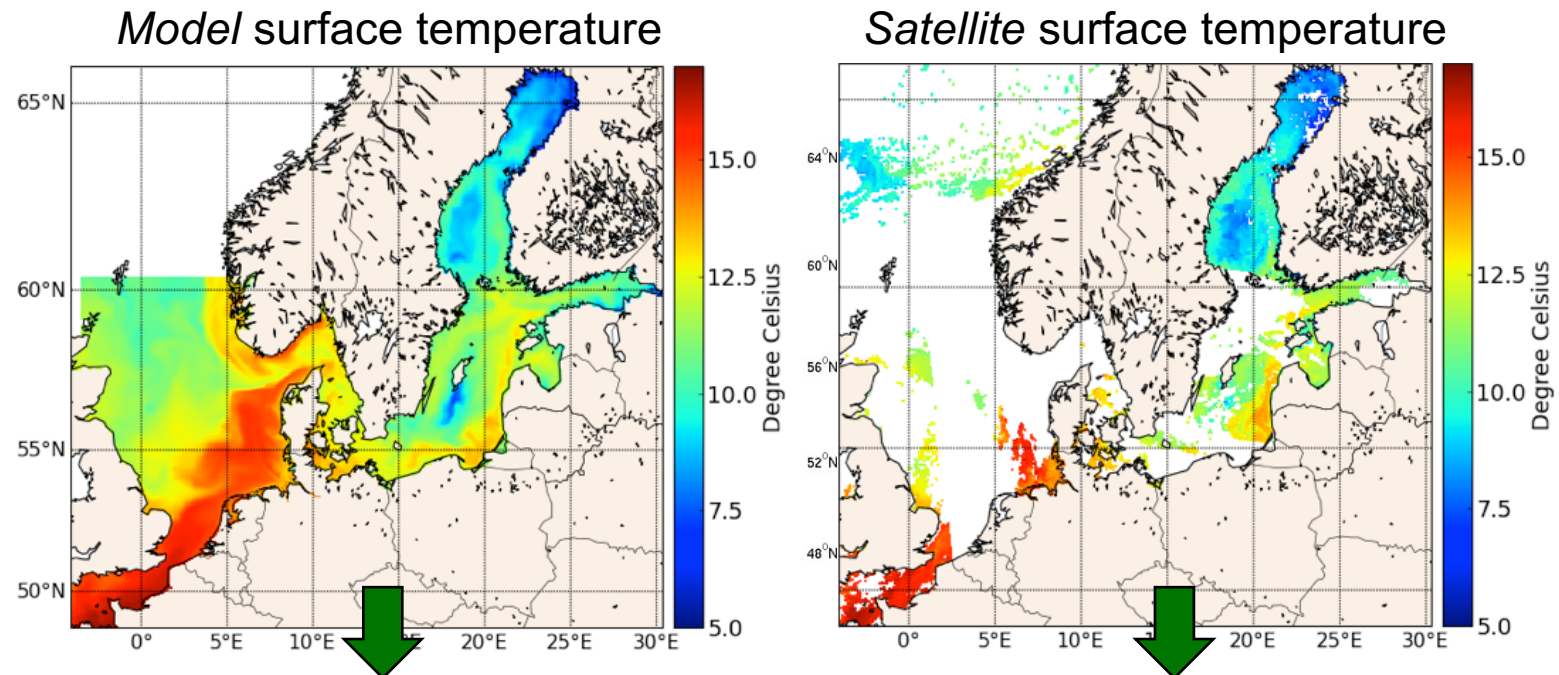 Model surface temperature
65°N
60°N
55°N
50°N
0°
5°E
10°E
20°E
25°E
30°E
15.0
12.5
10.0
7.5
5.0
Degree Celsius
Satellite surface temperature
64°N
60°N
56°N
52°N
48°N
0°
5°E
10°E
20°E
25°E
30°E
15.0
12.5
10.0
7.5
5.0
Degree Celsius